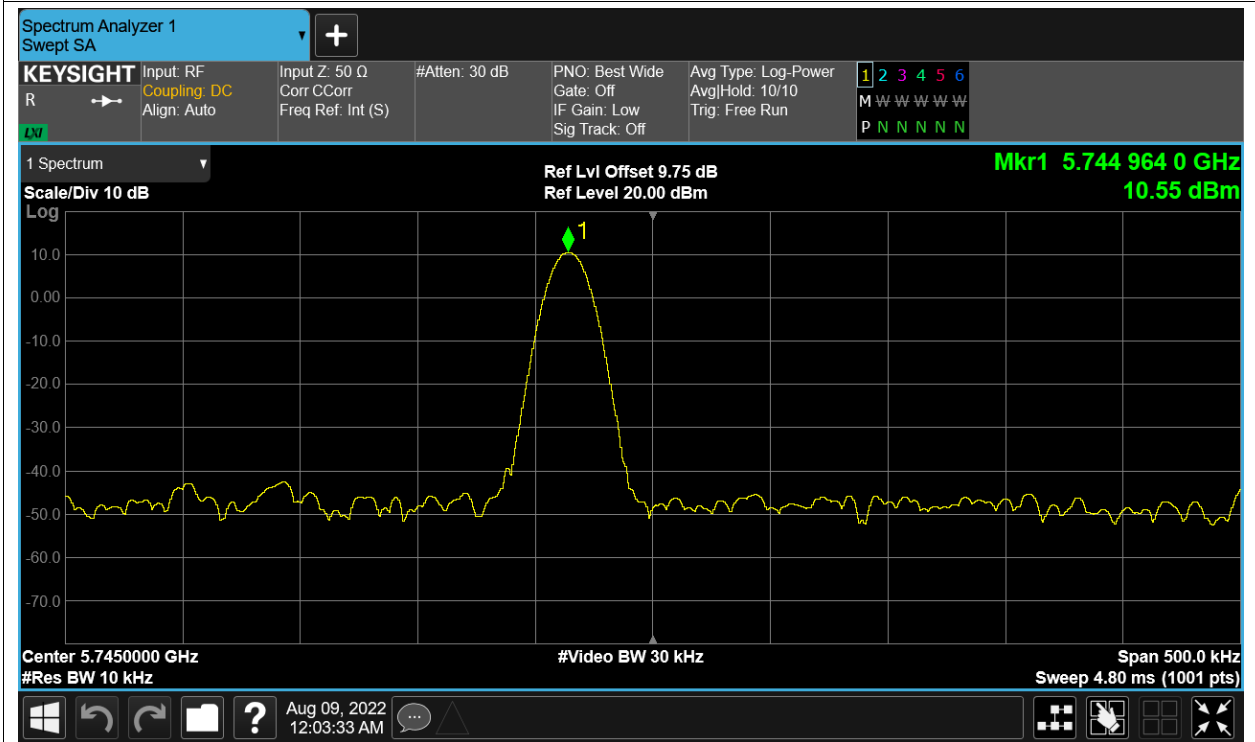 Spectrum Analyzer 1
Swept SA
+
KEYSIGHT
R
LXI
Input: RF
Coupling: DC
Align: Auto
Input Z: 50 Ω
Corr CCorr
Freq Ref: Int (S)
#Atten: 30 dB
PNO: Best Wide
Gate: Off
IF Gain: Low
Sig Track: Off
Avg Type: Log-Power
Avg|Hold: 10/10
Trig: Free Run
1 2 3 4 5 6
M W W W W W
P N N N N N
1 Spectrum
Scale/Div 10 dB
Log
Ref Lvl Offset 9.75 dB
Ref Level 20.00 dBm
Mkr1 5.744 964 0 GHz
10.55 dBm
1
10.0
0.00
-10.0
-20.0
-30.0
-40.0
-50.0
-60.0
-70.0
Center 5.7450000 GHz
#Res BW 10 kHz
#Video BW 30 kHz
Span 500.0 kHz
Sweep 4.80 ms (1001 pts)
?
Aug 09, 2022
12:03:33 AM